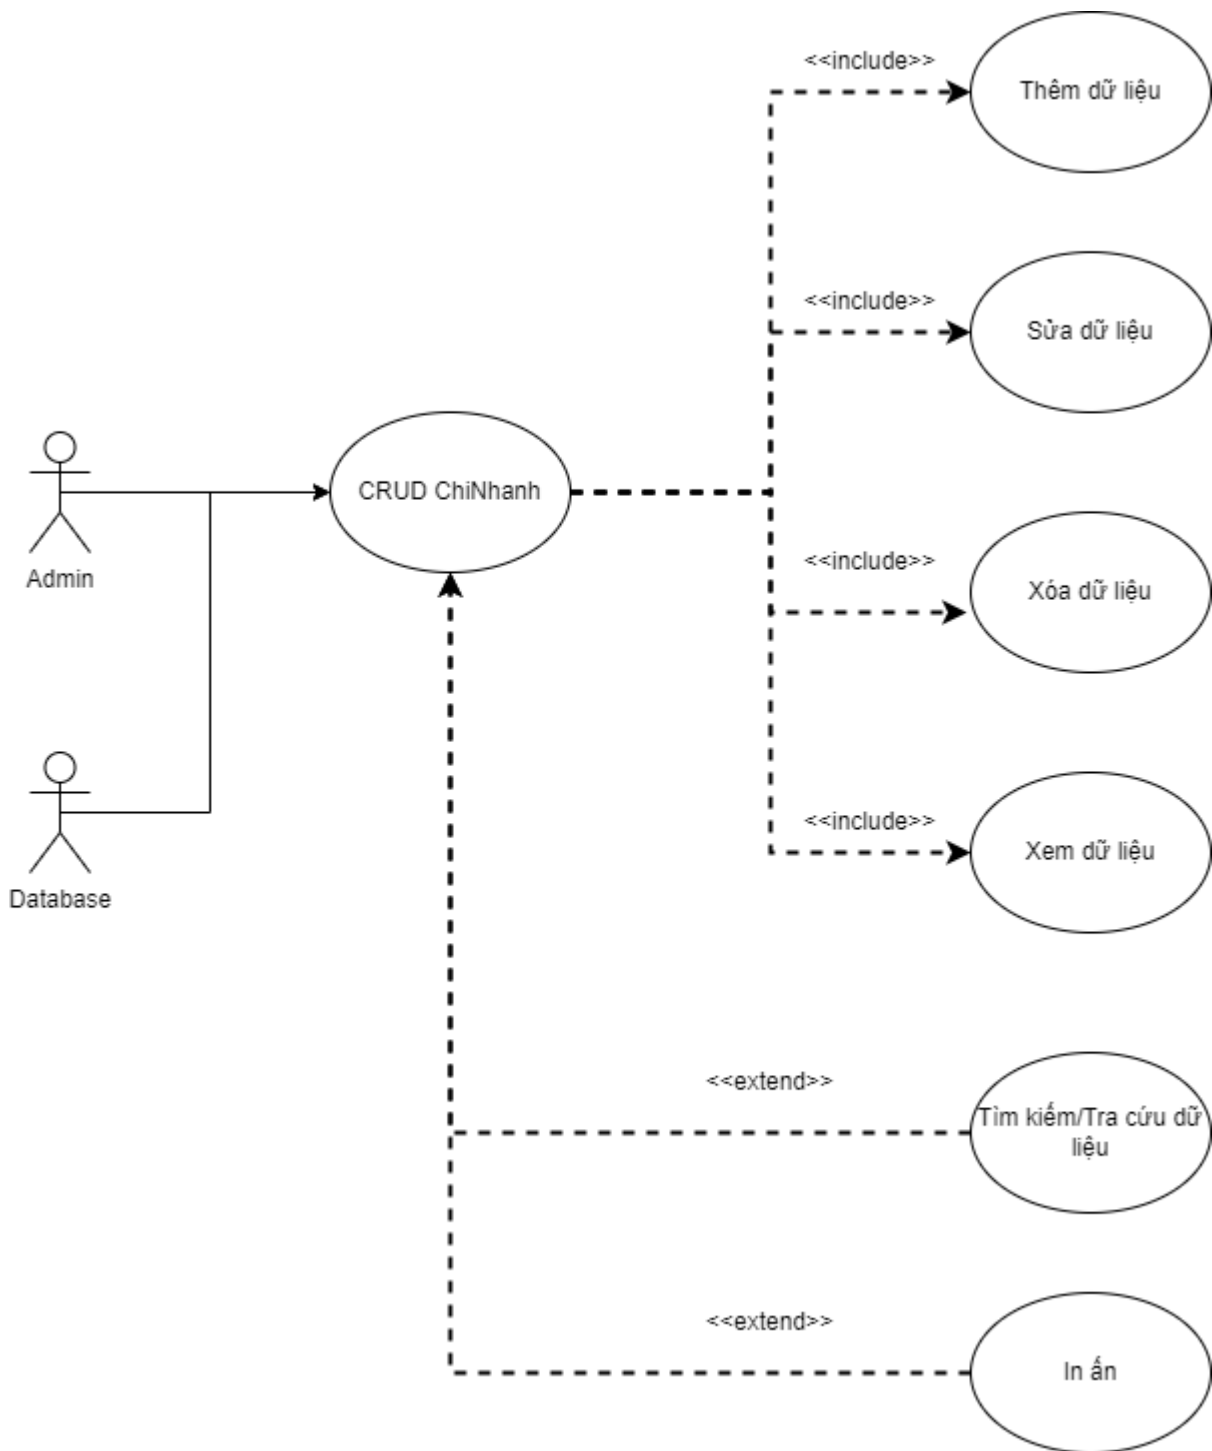 <<include>>
Thêm dữ liệu
<<include>>
Sửa dữ liệu
CRUD ChiNhanh
Admin
<<include>>
Xóa dữ liệu
<<include>>
Xem dữ liệu
Database
<<extend>>
Tìm kiếm/Tra cứu dữ
liệu
<<extend>>
In ấn